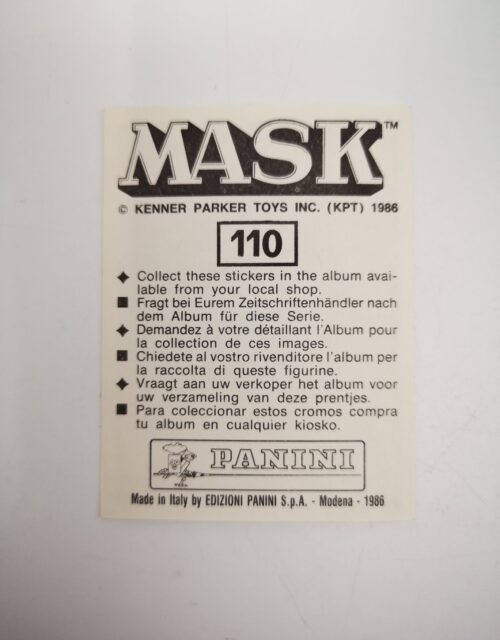 MASK™
© KENNER PARKER TOYS INC. (KPT) 1986
110
Collect these stickers in the album avai-
lable from your local shop.
Fragt bei Eurem Zeitschriftenhändler nach
dem Album für diese Serie.
Demandez à votre détaillant l'Album pour
la collection de ces images.
Chiedete al vostro rivenditore l'album per
la raccolta di queste figurine.
Vraagt aan uw verkoper het album voor
uw verzameling van deze prentjes.
Para coleccionar estos cromos compra
tu album en cualquier kiosko.
PANINI
Made in Italy by EDIZIONI PANINI S.p.A. - Modena - 1986